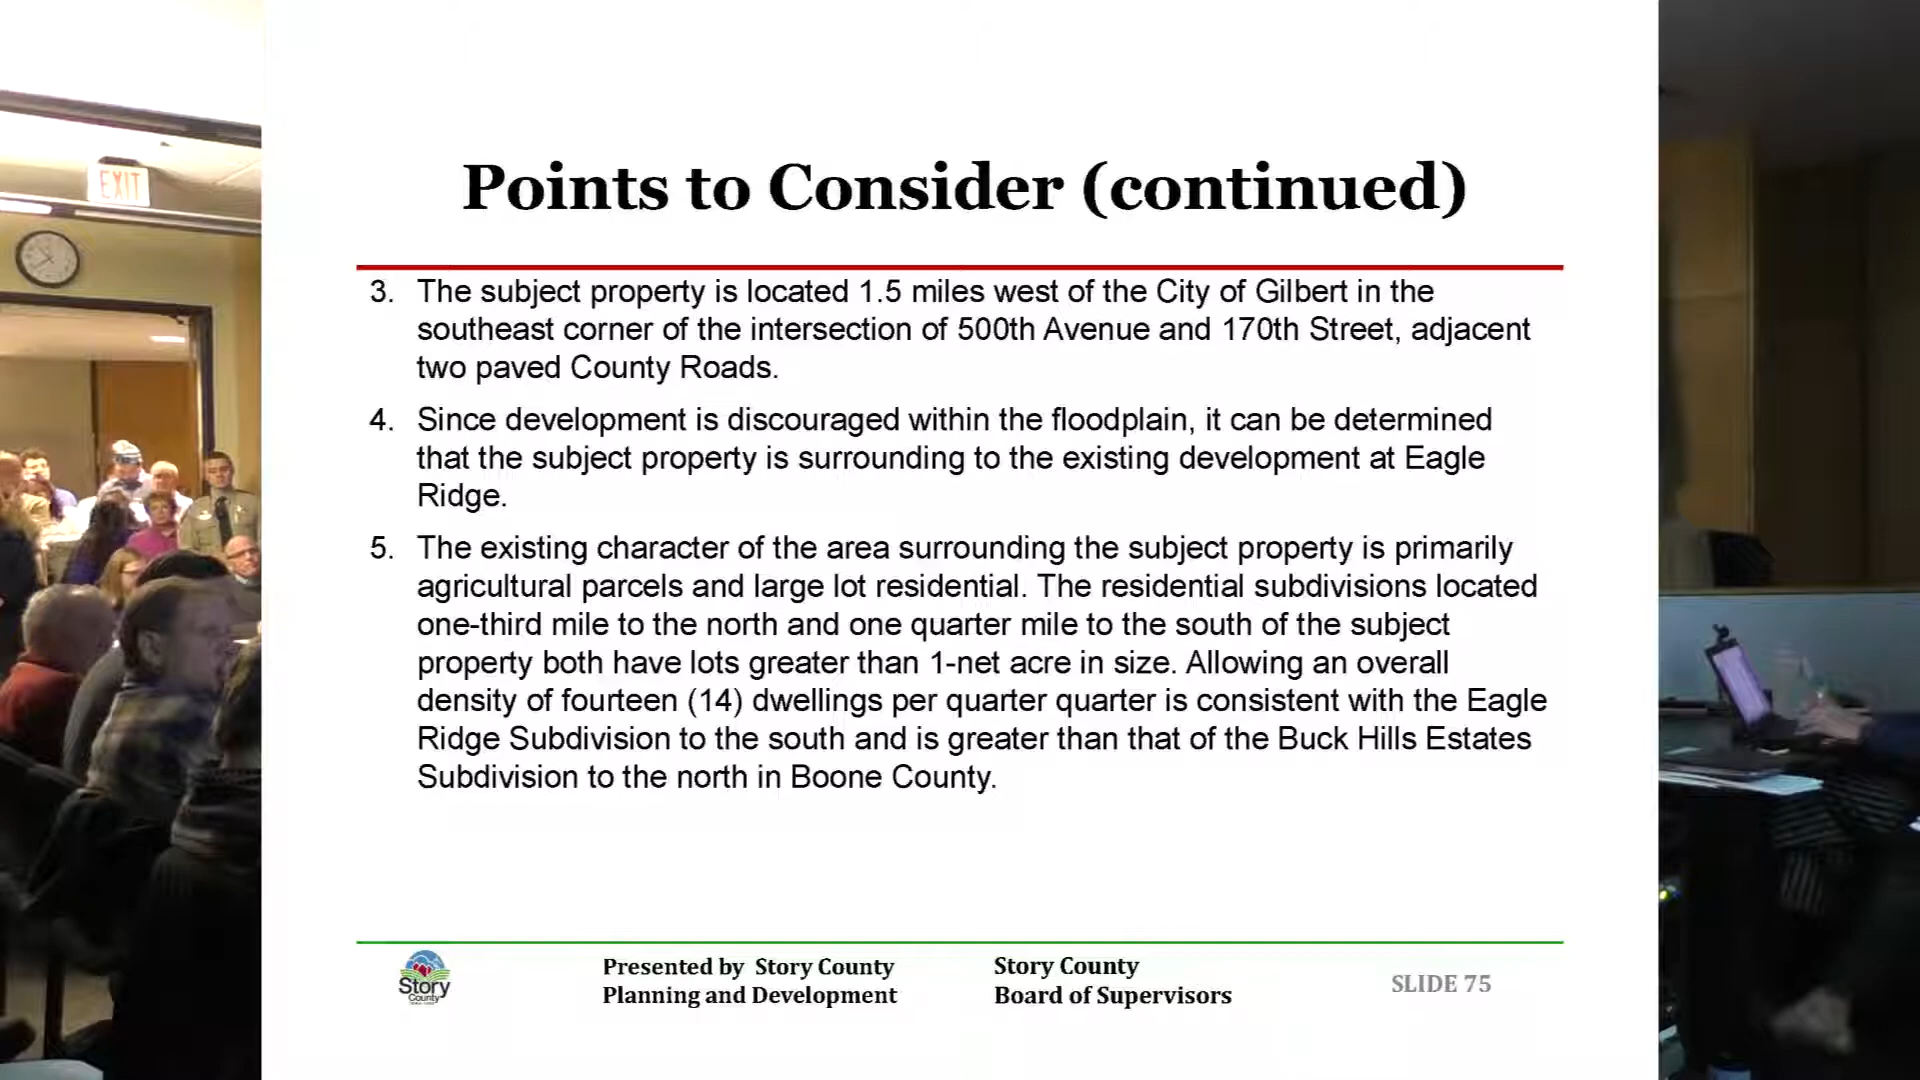 EXIT
Points to Consider (continued)
3. The subject property is located 1.5 miles west of the City of Gilbert in the
southeast corner of the intersection of 500th Avenue and 170th Street, adjacent
two paved County Roads.
4. Since development is discouraged within the floodplain, it can be determined
that the subject property is surrounding to the existing development at Eagle
Ridge.
5. The existing character of the area surrounding the subject property is primarily
agricultural parcels and large lot residential. The residential subdivisions located
one-third mile to the north and one quarter mile to the south of the subject
property both have lots greater than 1-net acre in size. Allowing an overall
density of fourteen (14) dwellings per quarter quarter is consistent with the Eagle
Ridge Subdivision to the south and is greater than that of the Buck Hills Estates
Subdivision to the north in Boone County.
Story
County
Presented by Story County
Planning and Development
Story County
Board of Supervisors
SLIDE 75